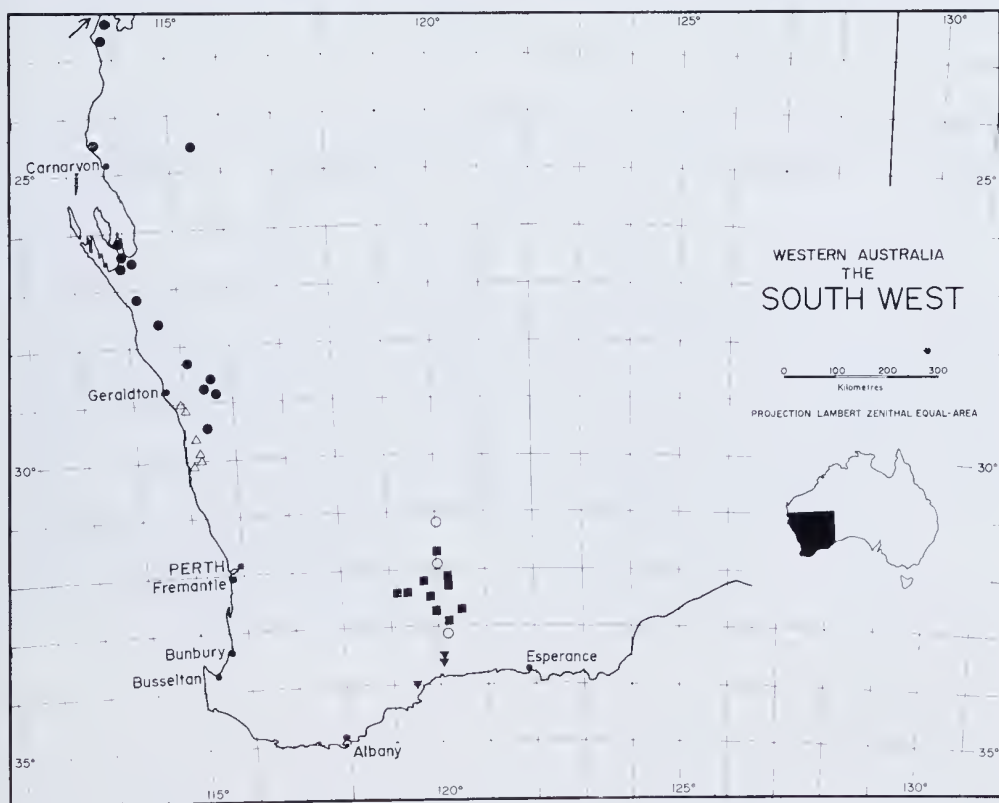 115° 120° 125° 130°
Carnarvon
25° 25°
WESTERN AUSTRALIA
THE
SOUTH WEST
0 100 200 300
Kilometres
Geraldton
PROJECTION LAMBERT ZENITHAL EQUAL-AREA
30° 30°
PERTH
Fremantle
Bunbury
Esperance
Busselton
Albany
35° 35°
115° 120° 125° 130°